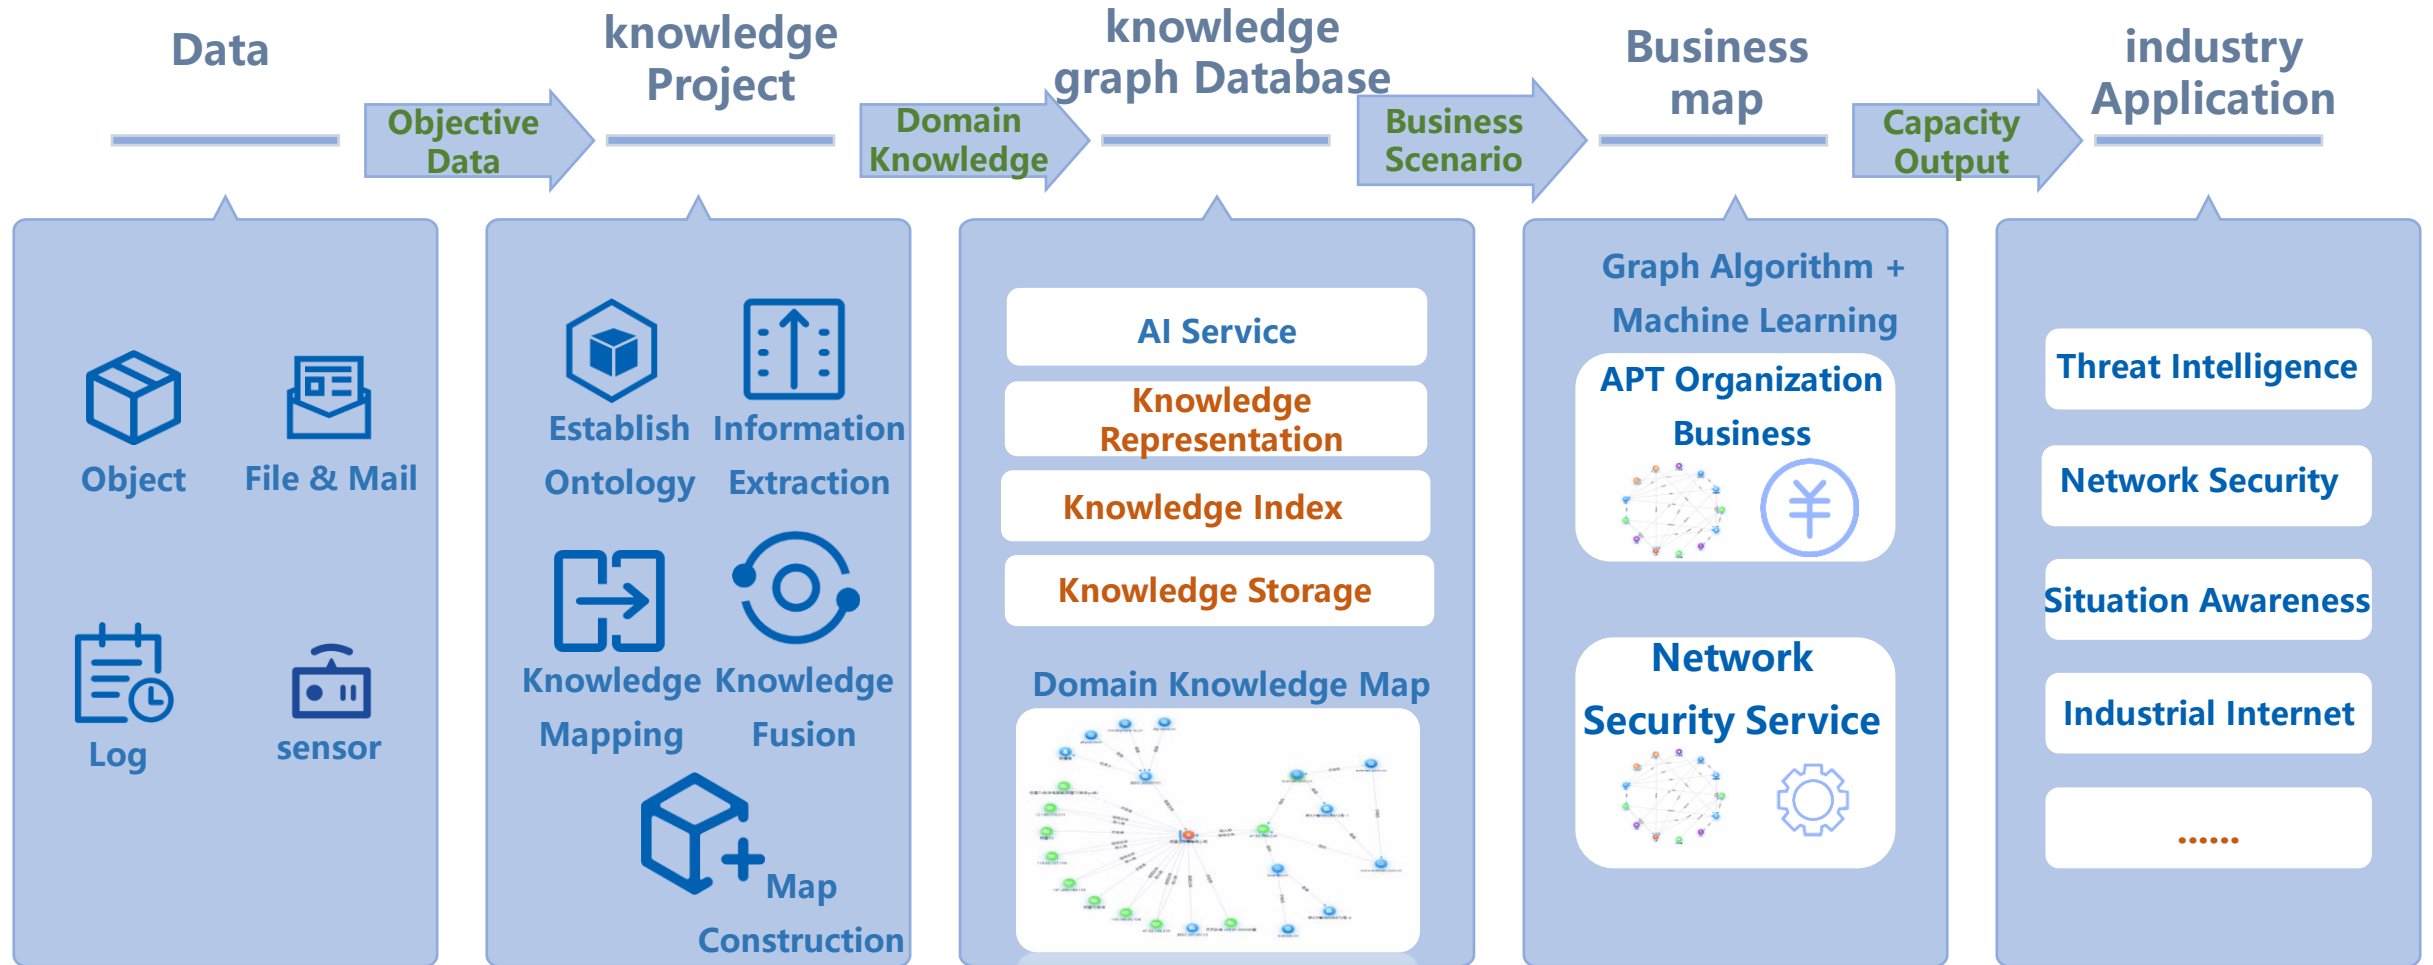 Data
knowledge
Project
knowledge
graph Database
Business
map
industry
Application
Objective
Data
Domain
Knowledge
Business
Scenario
Capacity
Output
Object
File & Mail
Log
sensor
Establish
Ontology
Information
Extraction
Knowledge
Mapping
Knowledge
Fusion
Map
Construction
AI Service
Knowledge
Representation
Knowledge Index
Knowledge Storage
Domain Knowledge Map
Graph Algorithm +
Machine Learning
APT Organization
Business
¥
Network
Security Service
Threat Intelligence
Network Security
Situation Awareness
Industrial Internet
......